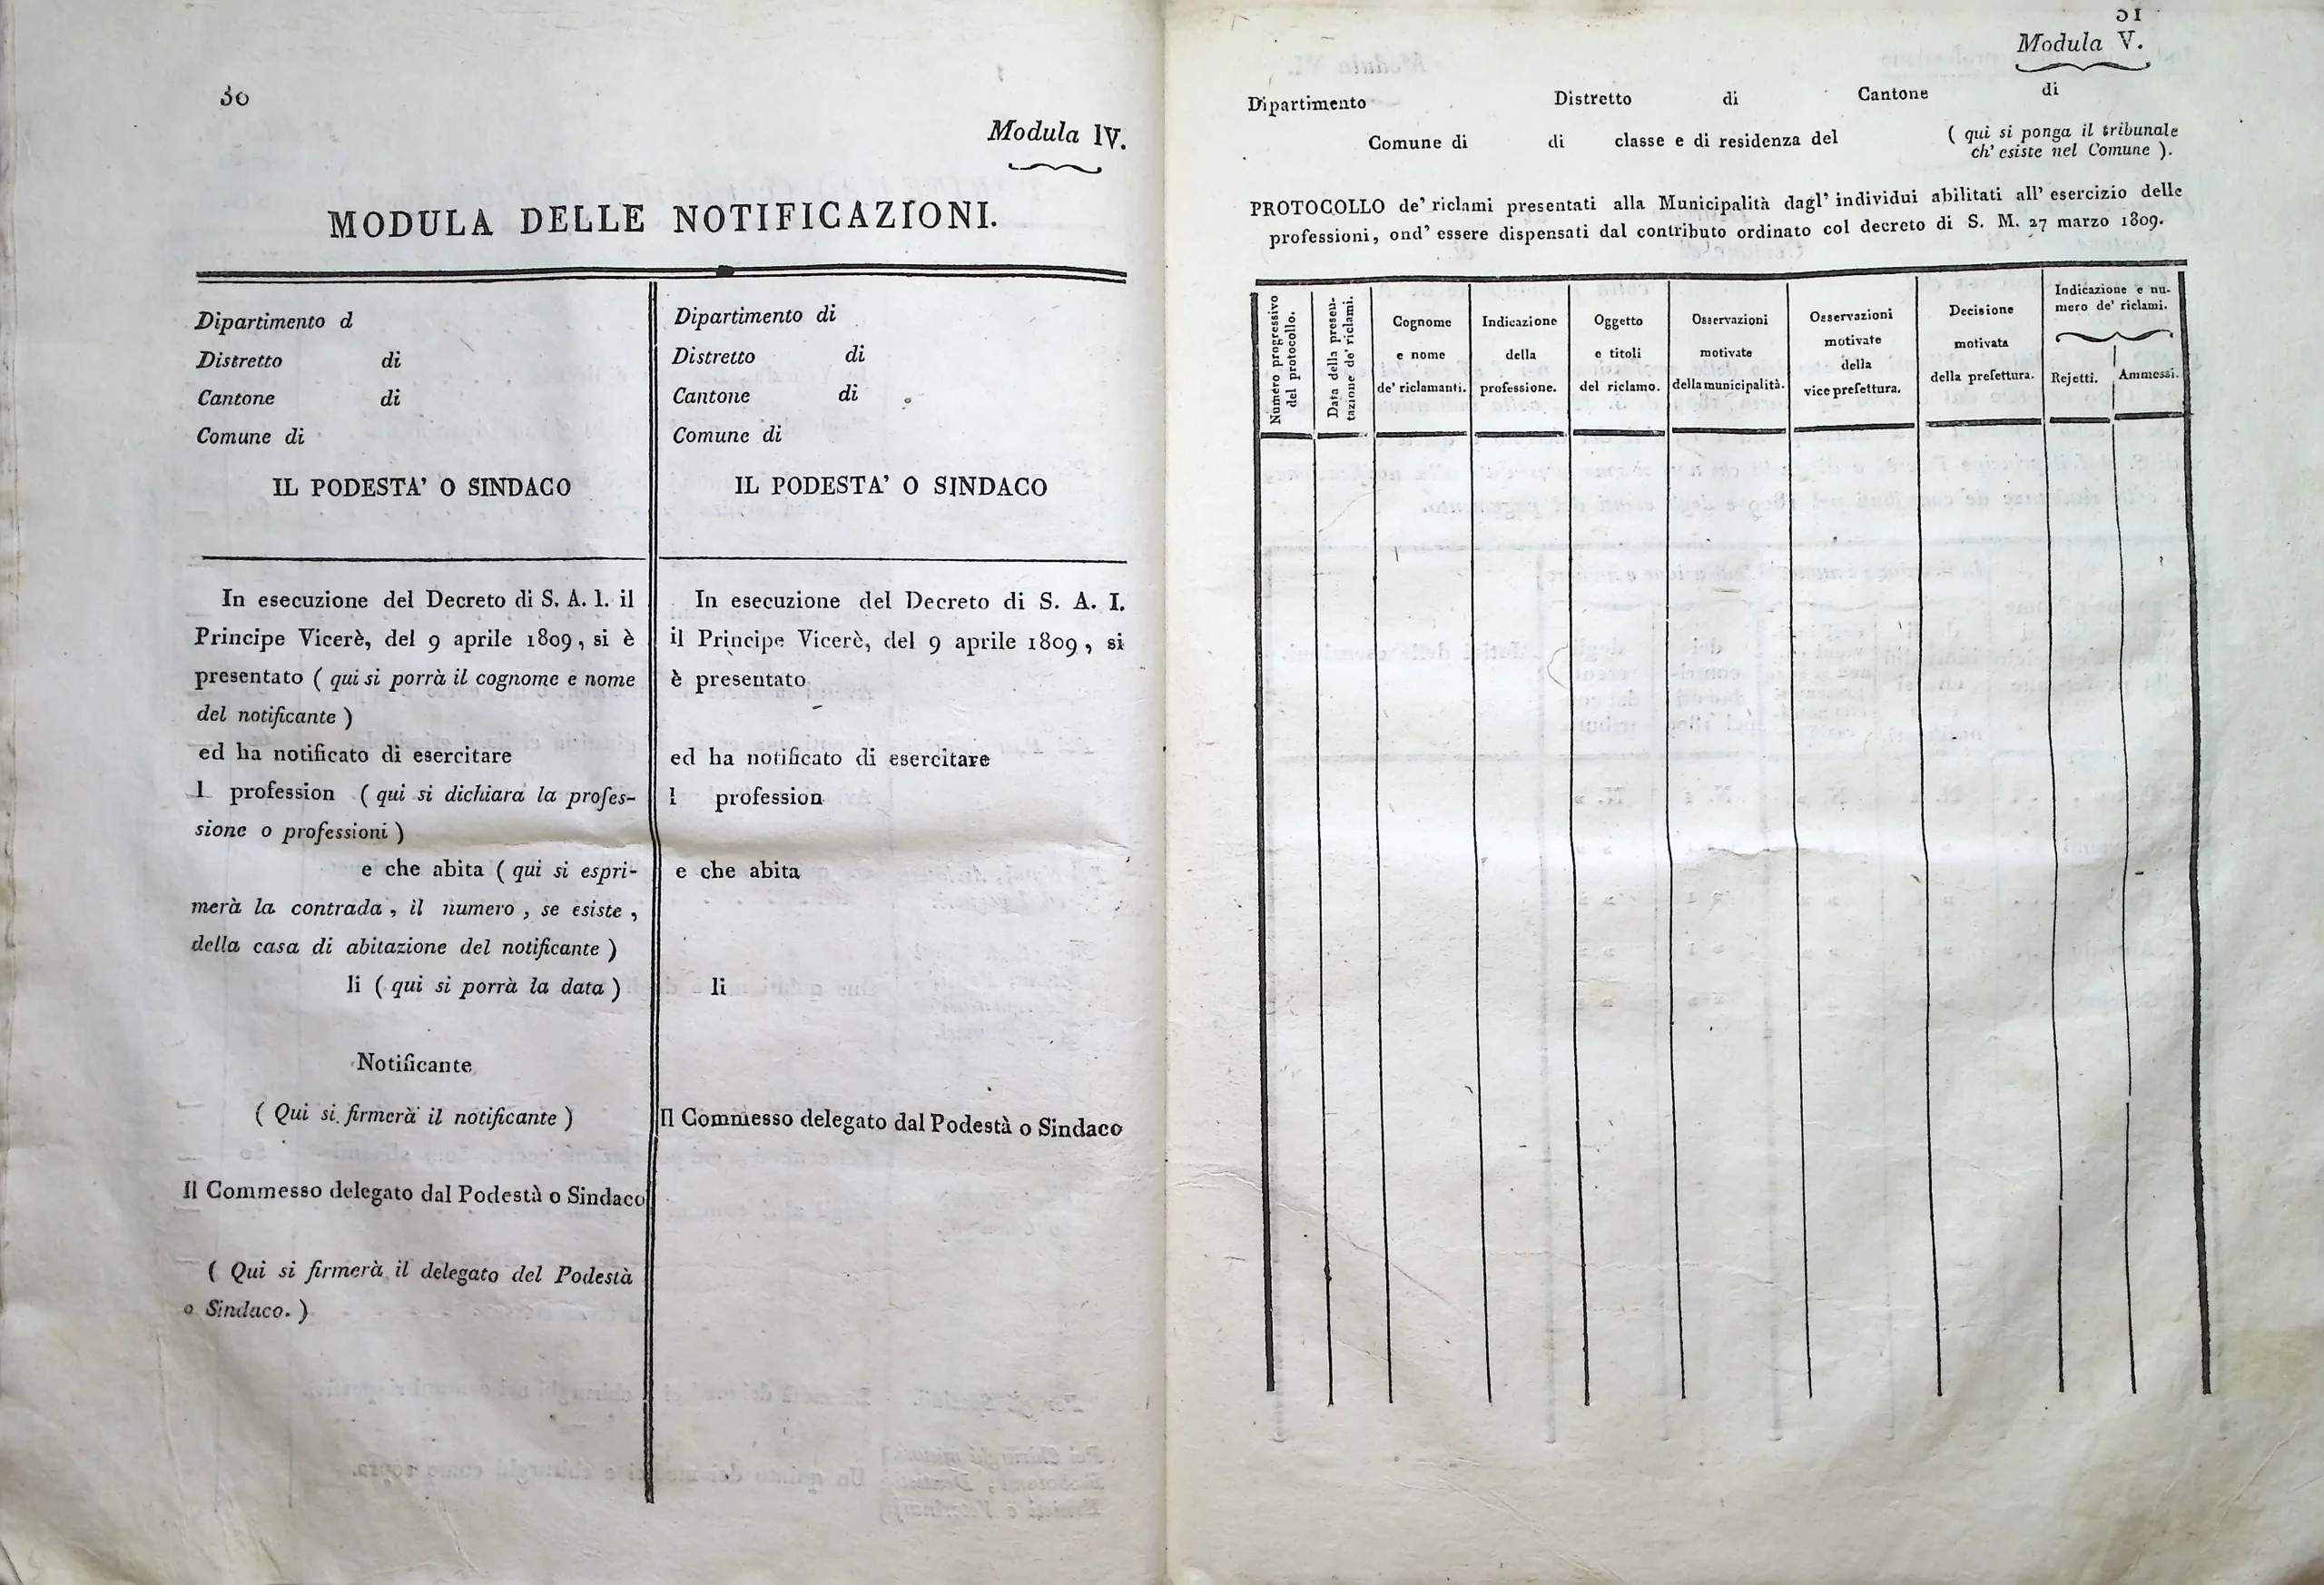 30
Modula IV.
MODULA DELLE NOTIFICAZIONI.
Dipartimento d
Distretto di
Cantone di
Comune di
IL PODESTA' O SINDACO
In esecuzione del Decreto di S. A. I. il
Principe Vicerè, del 9 aprile 1809, si è
presentato ( qui si porrà il cognome e nome
del notificante )
ed ha notificato di esercitare
l profession ( qui si dichiara la profes-
sione o professioni )
e che abita ( qui si espri-
merà la contrada, il numero, se esiste,
della casa di abitazione del notificante )
li ( qui si porrà la data )
Notificante
( Qui si firmerà il notificante )
Il Commesso delegato dal Podestà o Sindaco
( Qui si firmerà il delegato del Podestà
o Sindaco. )
Dipartimento di
Distretto di
Cantone di
Comune di
IL PODESTA' O SINDACO
In esecuzione del Decreto di S. A. I.
il Principe Vicerè, del 9 aprile 1809, si
è presentato
ed ha notificato di esercitare
l profession
e che abita
li
Il Commesso delegato dal Podestà o Sindaco
31
Modula V.
Dipartimento Distretto di Cantone di
Comune di di classe e di residenza del ( qui si ponga il tribunale
ch' esiste nel Comune ).
PROTOCOLLO de' riclami presentati alla Municipalità dagl' individui abilitati all' esercizio delle
professioni, ond' essere dispensati dal contributo ordinato col decreto di S. M. 27 marzo 1809.
Numero progressivo
del protocollo.
Data della presen-
tazione de' riclami.
Cognome
e nome
de' riclamanti.
Indicazione
della
professione.
Oggetto
e titoli
del riclamo.
Osservazioni
motivate
della municipalità.
Osservazioni
motivate
della
vice prefettura.
Decisione
motivata
della prefettura.
Indicazione e nu-
mero de' riclami.
Rejetti.
Ammessi.